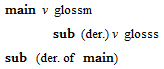 main v glossm
sub (der.) v glosss
sub (der. of main)